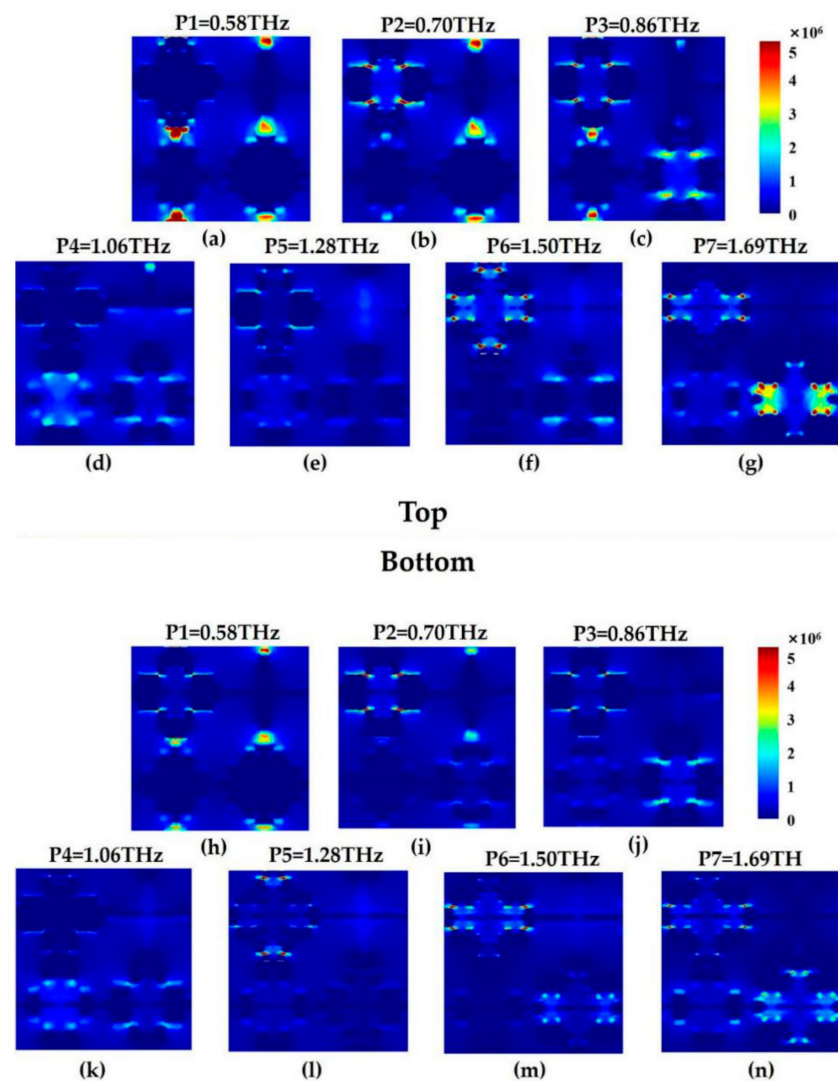 P1=0.58THz P2=0.70THz P3=0.86THz
×10⁶
5
4
3
2
1
0
(a) (b) (c)
P4=1.06THz P5=1.28THz P6=1.50THz P7=1.69TH
(d) (e) (f) (g)
Top
Bottom
P1=0.58THz P2=0.70THz P3=0.86THz
×10⁶
5
4
3
2
1
0
(h) (i) (j)
P4=1.06THz P5=1.28THz P6=1.50THz P7=1.69TH
(k) (l) (m) (n)